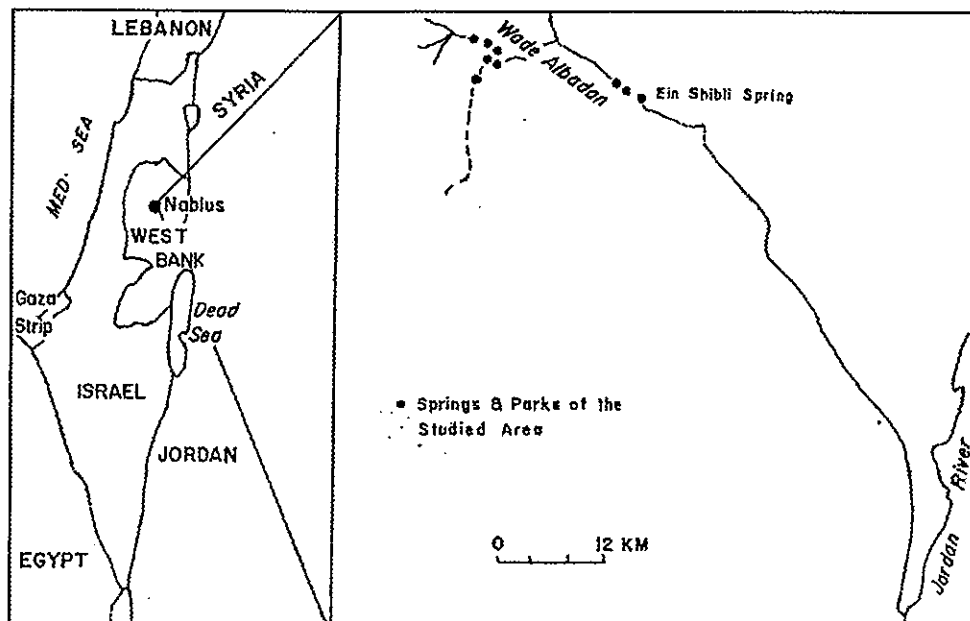 LEBANON
SYRIA
MED. SEA
Nablus
WEST
BANK
Gaza
Strip
Dead
Sea
ISRAEL
JORDAN
EGYPT
Wade Albadan
Ein Shibli Spring
Springs & Parks of the
Studied Area
0 12 KM
Jordan River